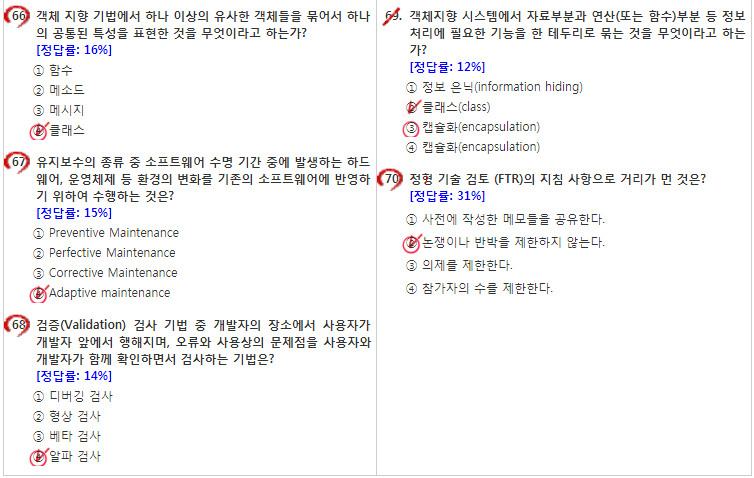 66. 객체 지향 기법에서 하나 이상의 유사한 객체들을 묶어서 하나
의 공통된 특성을 표현한 것을 무엇이라고 하는가?
[정답률: 16%]
① 함수
② 메소드
③ 메시지
④ 클래스
67. 유지보수의 종류 중 소프트웨어 수명 기간 중에 발생하는 하드
웨어, 운영체제 등 환경의 변화를 기존의 소프트웨어에 반영하
기 위하여 수행하는 것은?
[정답률: 15%]
① Preventive Maintenance
② Perfective Maintenance
③ Corrective Maintenance
④ Adaptive maintenance
68. 검증(Validation) 검사 기법 중 개발자의 장소에서 사용자가
개발자 앞에서 행해지며, 오류와 사용상의 문제점을 사용자와
개발자가 함께 확인하면서 검사하는 기법은?
[정답률: 14%]
① 디버깅 검사
② 형상 검사
③ 베타 검사
④ 알파 검사
69. 객체지향 시스템에서 자료부분과 연산(또는 함수)부분 등 정보
처리에 필요한 기능을 한 테두리로 묶는 것을 무엇이라고 하는
가?
[정답률: 12%]
① 정보 은닉(information hiding)
② 클래스(class)
③ 캡슐화(encapsulation)
④ 캡슐화(encapsulation)
70. 정형 기술 검토 (FTR)의 지침 사항으로 거리가 먼 것은?
[정답률: 31%]
① 사전에 작성한 메모들을 공유한다.
② 논쟁이나 반박을 제한하지 않는다.
③ 의제를 제한한다.
④ 참가자의 수를 제한한다.